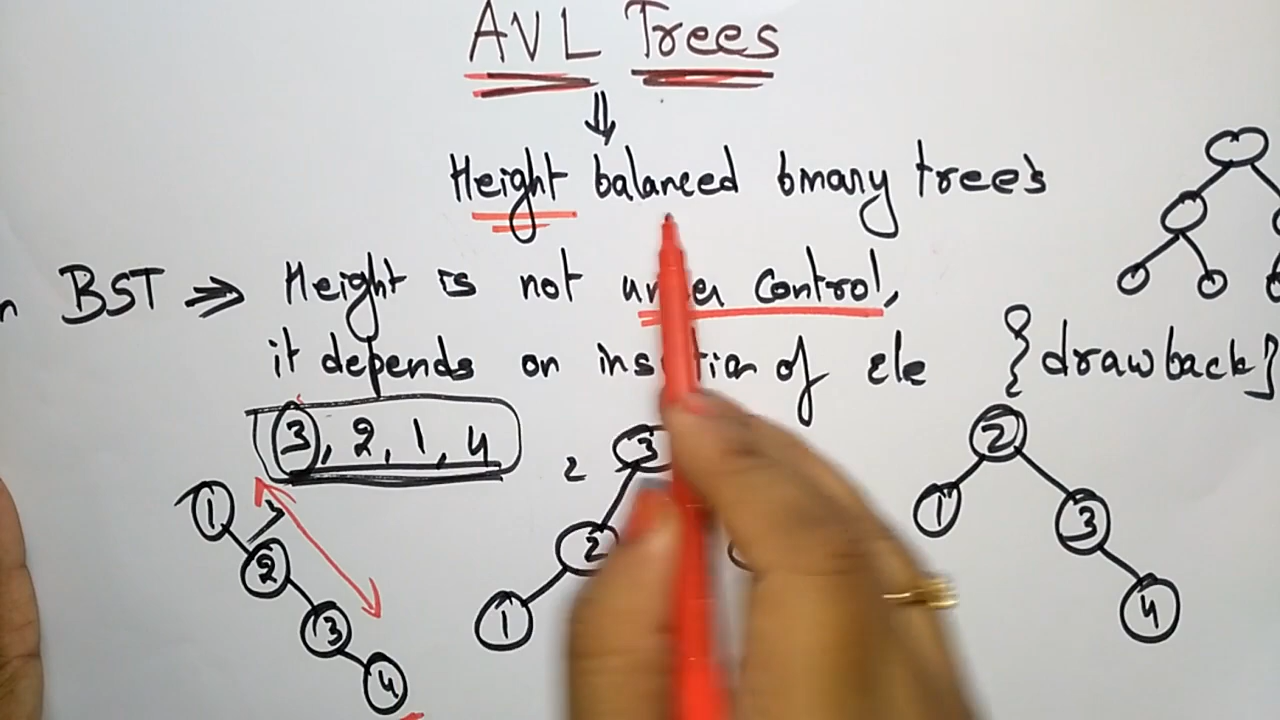 AVL Trees
Height balanced binary tree's
n BST ⇒ Height is not under control,
it depends on insertion of ele {drawback}
3, 2, 1, 4
1 2 3 4
2 3 2 1
2 1 3 4